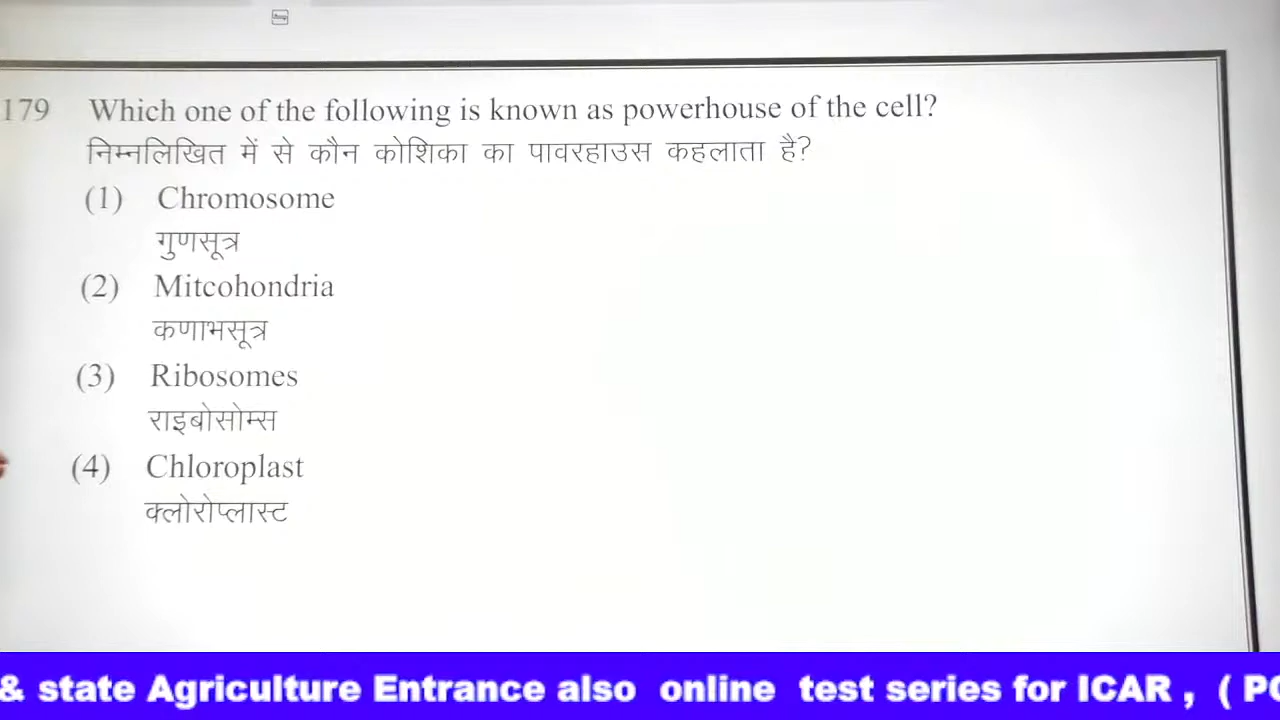 179 Which one of the following is known as powerhouse of the cell?
निम्नलिखित में से कौन कोशिका का पावरहाउस कहलाता है?
(1) Chromosome
गुणसूत्र
(2) Mitcohondria
कणाभसूत्र
(3) Ribosomes
राइबोसोम्स
(4) Chloroplast
क्लोरोप्लास्ट
& state Agriculture Entrance also online test series for ICAR , ( PG